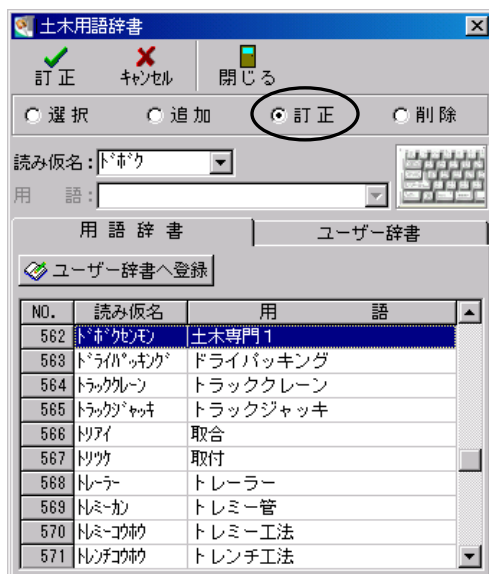 土木用語辞書
訂正 キャンセル 閉じる
選択 追加 訂正 削除
読み仮名: ﾄﾞﾎﾞｸ
用 語:
用語辞書 ユーザー辞書
ユーザー辞書へ登録
NO. 読み仮名 用 語
562 ﾄﾞﾎﾞｸｾﾝﾓﾝ 土木専門1
563 ﾄﾞﾗｲﾊﾟｯｷﾝｸﾞ ドライパッキング
564 ﾄﾗｯｸｸﾚｰﾝ トラッククレーン
565 ﾄﾗｯｸｼﾞｬｯｷ トラックジャッキ
566 ﾄﾘｱｲ 取合
567 ﾄﾘﾂｹ 取付
568 ﾄﾚｰﾗｰ トレーラー
569 ﾄﾚﾐｰｶﾝ トレミー管
570 ﾄﾚﾐｰｺｳﾎｳ トレミー工法
571 ﾄﾚﾝﾁｺｳﾎｳ トレンチ工法